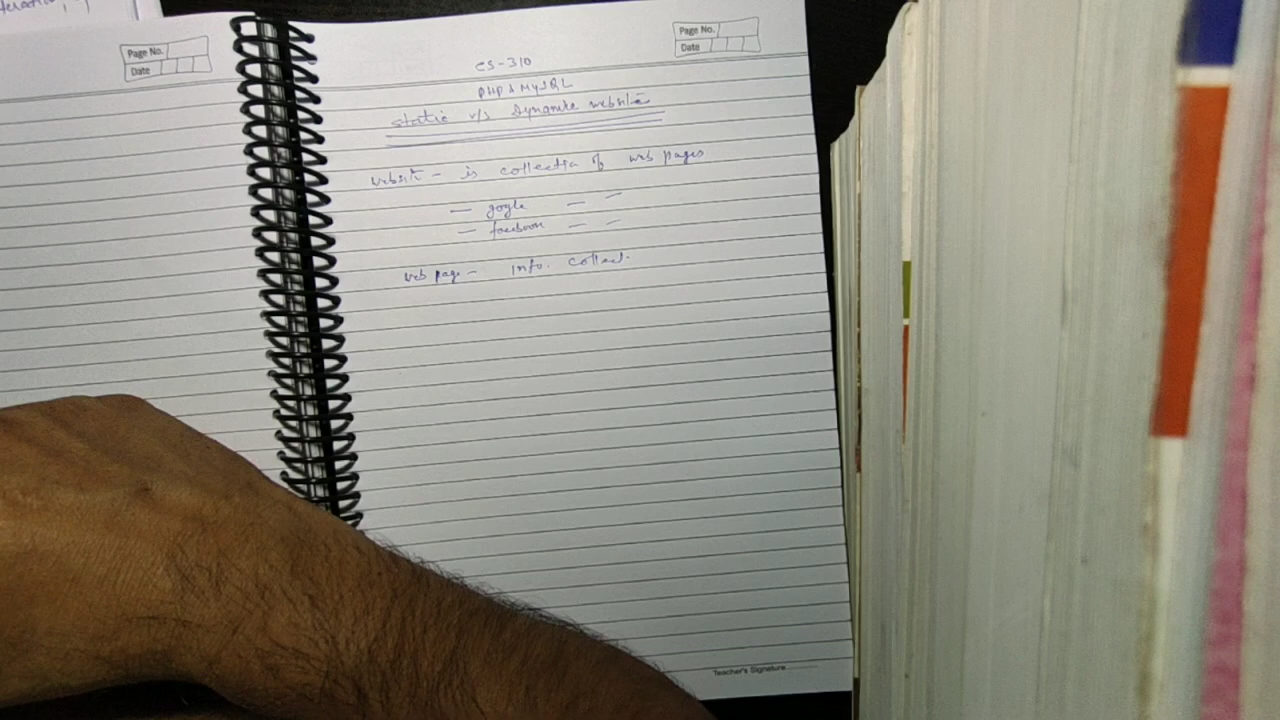 Page No.
Date
Page No.
Date
CS-310
PHP & MySQL
static v/s Dynamic website
website - is collection of web pages
— google — —
— facebook — —
web page - Info. collect.
Teacher's Signature